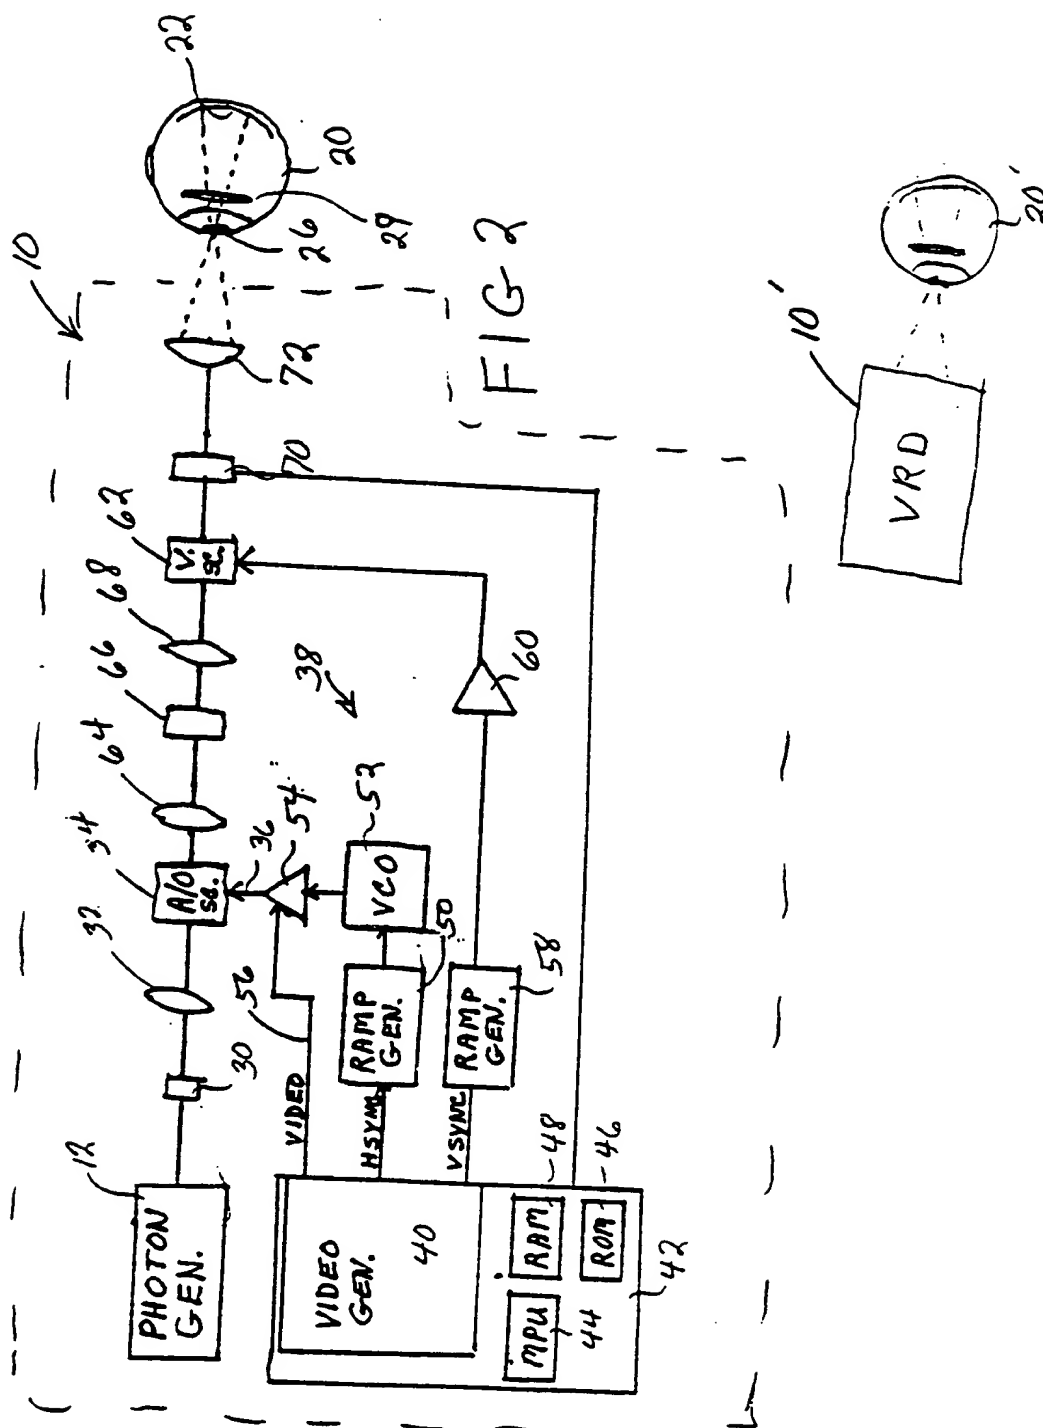 10
PHOTON
GEN.
12
30
32
A/O
sc.
34
64
66
68
V.
sc.
62
70
72
26
29
20
22
VIDEO
56
36
54
38
HSYNC
RAMP
GEN.
50
VCO
52
VSYNC
RAMP
GEN.
58
60
VIDEO
GEN.
40
MPU
44
RAM
48
ROM
46
42
FIG 2
VRD
10'
20'